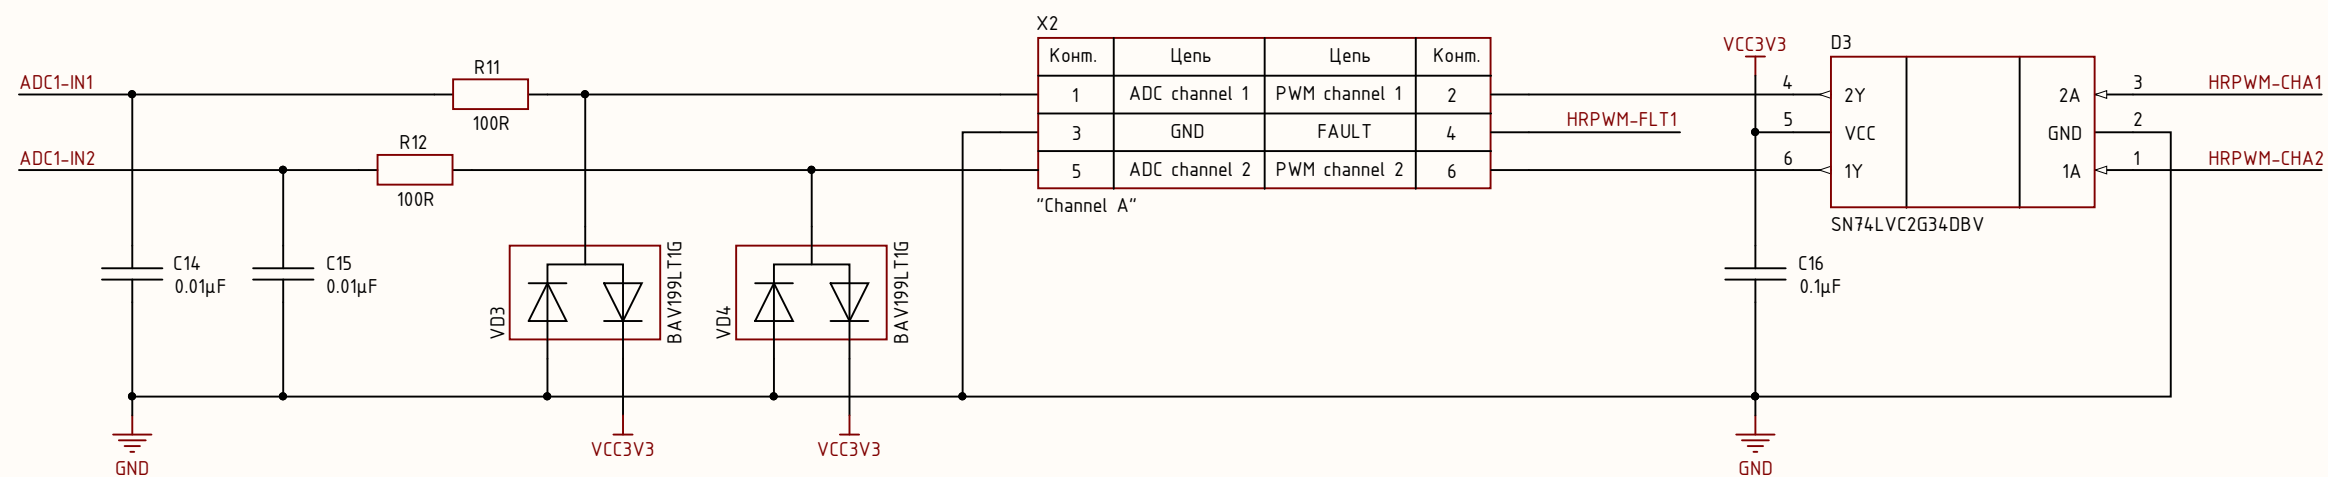 X2
Конт. Цепь Цепь Конт.
1 ADC channel 1 PWM channel 1 2
3 GND FAULT 4
5 ADC channel 2 PWM channel 2 6
"Channel A"
ADC1-IN1
R11
100R
ADC1-IN2
R12
100R
C14
0.01µF
C15
0.01µF
VD3
BAV199LT1G
VD4
BAV199LT1G
GND
VCC3V3
VCC3V3
HRPWM-FLT1
VCC3V3
D3
4 2Y 2A 3 HRPWM-CHA1
5 VCC GND 2
6 1Y 1A 1 HRPWM-CHA2
SN74LVC2G34DBV
C16
0.1µF
GND